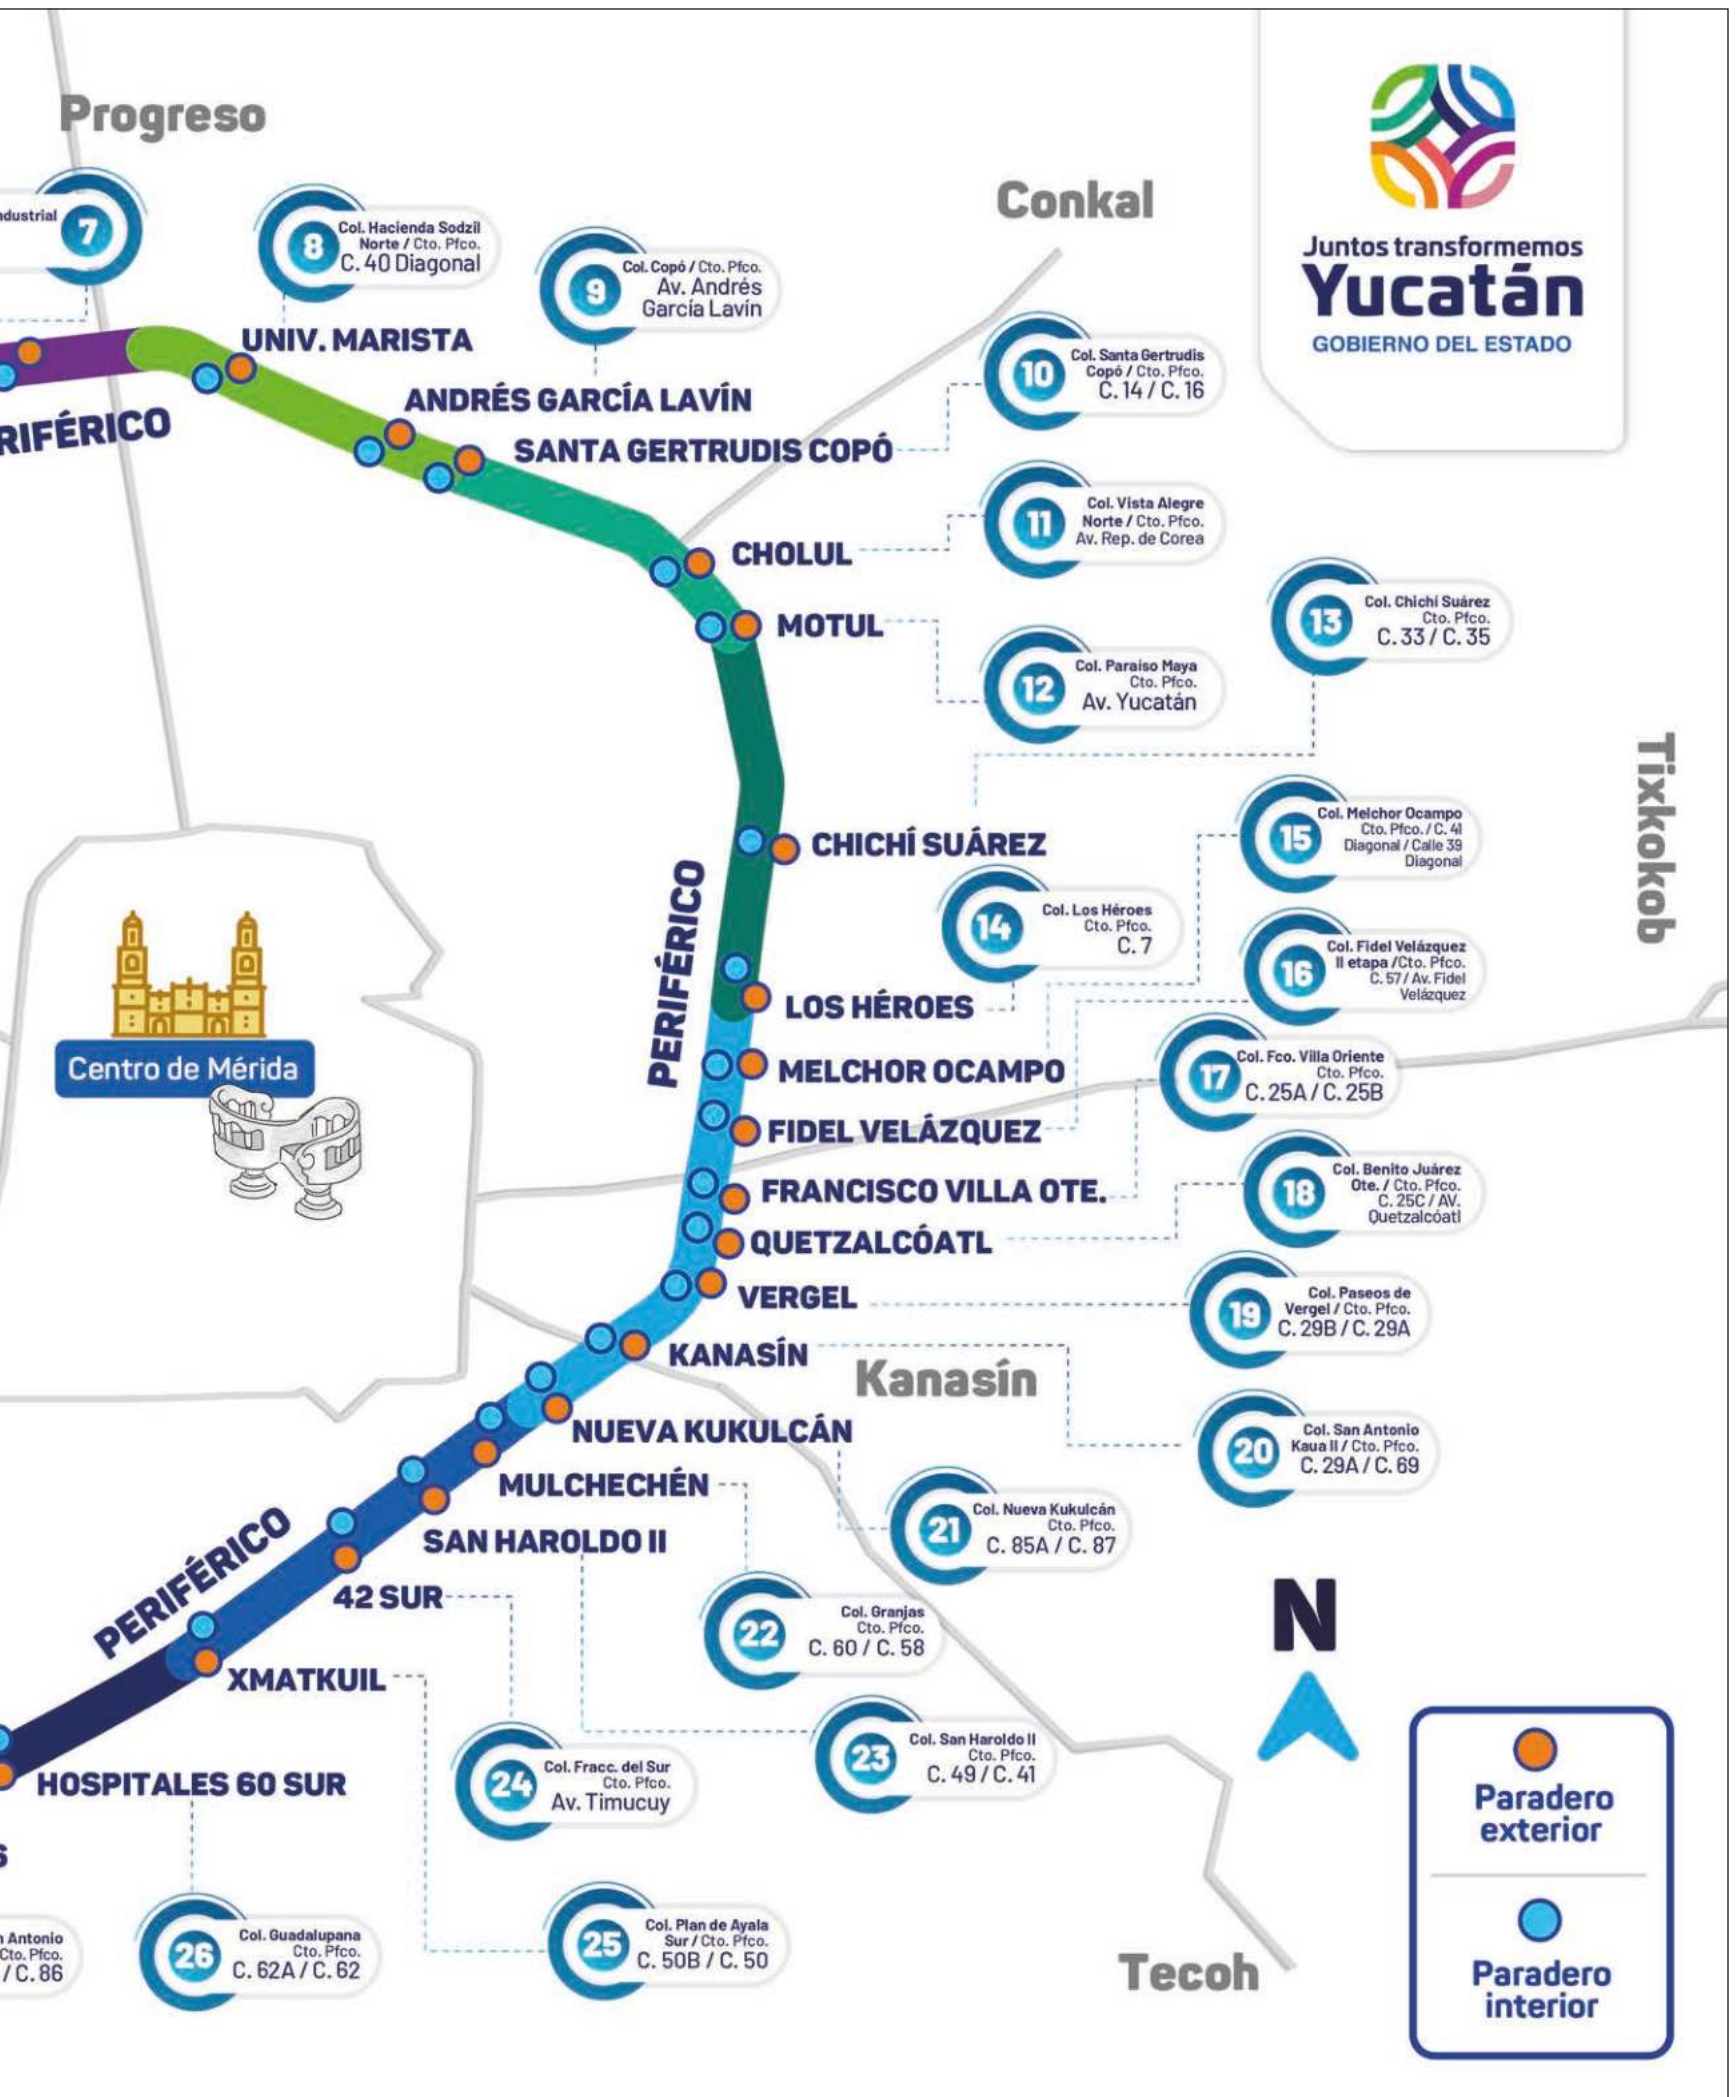 Progreso
Conkal
Juntos transformemos
Yucatán
GOBIERNO DEL ESTADO
7
8
Col. Hacienda Sodzil
Norte / Cto. Pfco.
C. 40 Diagonal
9
Col. Copó / Cto. Pfco.
Av. Andrés
García Lavín
UNIV. MARISTA
ANDRÉS GARCÍA LAVÍN
SANTA GERTRUDIS COPÓ
10
Col. Santa Gertrudis
Copó / Cto. Pfco.
C. 14 / C. 16
CHOLUL
11
Col. Vista Alegre
Norte / Cto. Pfco.
Av. Rep. de Corea
MOTUL
12
Col. Paraíso Maya
Cto. Pfco.
Av. Yucatán
13
Col. Chichí Suárez
Cto. Pfco.
C. 33 / C. 35
Tixkokob
CHICHÍ SUÁREZ
PERIFÉRICO
14
Col. Los Héroes
Cto. Pfco.
C. 7
15
Col. Melchor Ocampo
Cto. Pfco. / C. 41
Diagonal / Calle 39
Diagonal
16
Col. Fidel Velázquez
II etapa /Cto. Pfco.
C. 57 / Av. Fidel
Velázquez
LOS HÉROES
MELCHOR OCAMPO
Centro de Mérida
17
Col. Fco. Villa Oriente
Cto. Pfco.
C. 25A / C. 25B
FIDEL VELÁZQUEZ
FRANCISCO VILLA OTE.
18
Col. Benito Juárez
Ote. / Cto. Pfco.
C. 25C / AV.
Quetzalcóatl
QUETZALCÓATL
VERGEL
19
Col. Paseos de
Vergel / Cto. Pfco.
C. 29B / C. 29A
KANASÍN
Kanasín
20
Col. San Antonio
Kaua II / Cto. Pfco.
C. 29A / C. 69
NUEVA KUKULCÁN
21
Col. Nueva Kukulcán
Cto. Pfco.
C. 85A / C. 87
MULCHECHÉN
22
Col. Granjas
Cto. Pfco.
C. 60 / C. 58
SAN HAROLDO II
23
Col. San Haroldo II
Cto. Pfco.
C. 49 / C. 41
PERIFÉRICO
42 SUR
24
Col. Fracc. del Sur
Cto. Pfco.
Av. Timucuy
XMATKUIL
25
Col. Plan de Ayala
Sur / Cto. Pfco.
C. 50B / C. 50
HOSPITALES 60 SUR
26
Col. Guadalupana
Cto. Pfco.
C. 62A / C. 62
Antonio
Cto. Pfco.
/ C. 86
N
Tecoh
Paradero
exterior
Paradero
interior